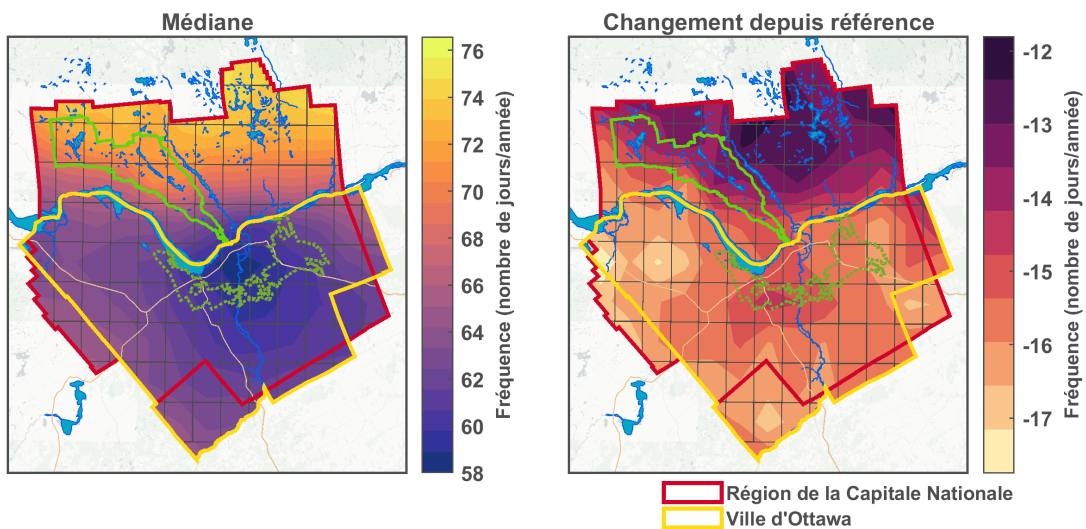 Médiane
76
74
72
70
68
66
64
62
60
58
Fréquence (nombre de jours/année)
Changement depuis référence
-12
-13
-14
-15
-16
-17
Fréquence (nombre de jours/année)
Région de la Capitale Nationale
Ville d'Ottawa